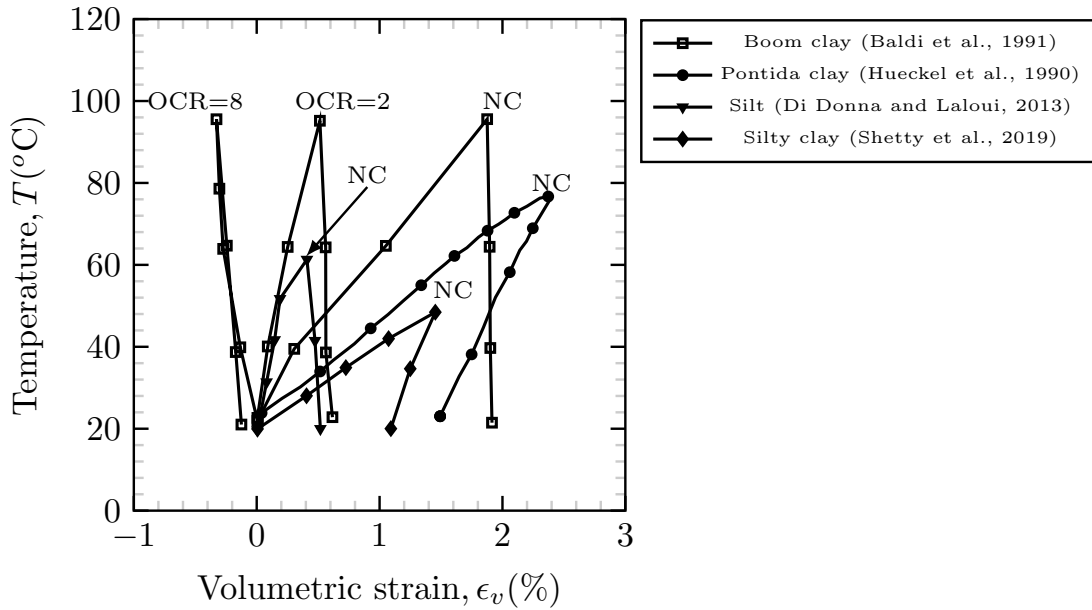 120
100
80
60
40
20
0
−1
0
1
2
3
Temperature, T(°C)
Volumetric strain, ϵv(%)
OCR=8
OCR=2
NC
NC
NC
NC
Boom clay (Baldi et al., 1991)
Pontida clay (Hueckel et al., 1990)
Silt (Di Donna and Laloui, 2013)
Silty clay (Shetty et al., 2019)